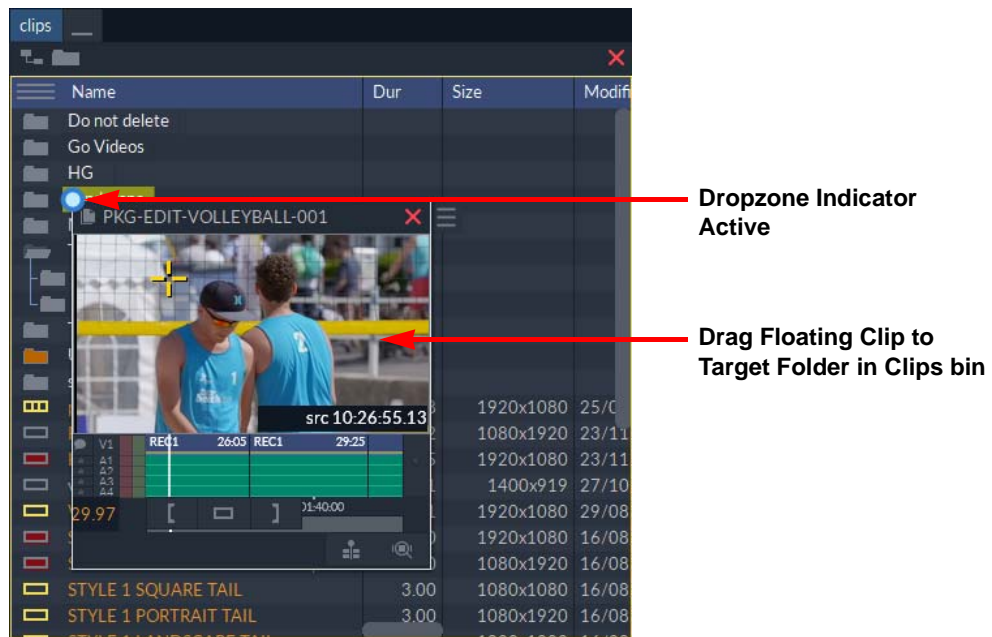 clips
Name Dur Size Modifi
Do not delete
Go Videos
HG
Dropzone Indicator
Active
PKG-EDIT-VOLLEYBALL-001
Drag Floating Clip to
Target Folder in Clips bin
src 10:26:55.13
1920x1080
1080x1920 23/11
1920x1080 23/11
1400x919 27/10
1920x1080 29/08
1920x1080 16/08
1080x1920 16/08
V1 REC1 26:05 REC1 29:25
A1
A2
A3
A4
29.97 [ ] 01:40:00
STYLE 1 SQUARE TAIL 3.00 1080x1080 16/08
STYLE 1 PORTRAIT TAIL 3.00 1080x1920 16/08